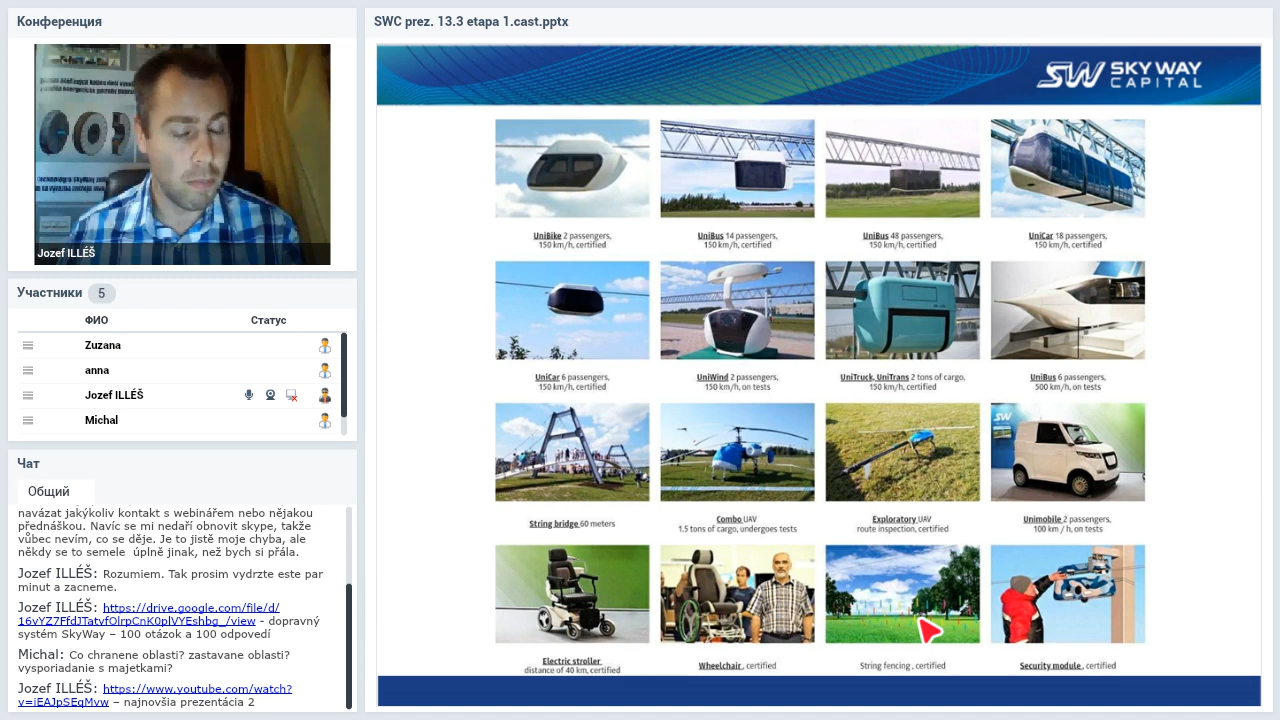 Конференция
Jozef ILLÉŠ
Участники 5
ФИО Статус
Zuzana
anna
Jozef ILLÉŠ
Michal
Чат
Общий
navázat jakýkoliv kontakt s webinářem nebo nějakou
přednáškou. Navíc se mi nedaří obnovit skype, takže
vůbec nevím, co se děje. Je to jistě moje chyba, ale
někdy se to semele  úplně jinak, než bych si přála.
Jozef ILLÉŠ: Rozumiem. Tak prosim vydrzte este par
minut a zacneme.
Jozef ILLÉŠ: https://drive.google.com/file/d/
16vYZ7FfdJTatvfOlrpCnK0plVYEshbg_/view - dopravný
systém SkyWay – 100 otázok a 100 odpovedí
Michal: Co chranene oblasti? zastavane oblasti?
vysporiadanie s majetkami?
Jozef ILLÉŠ: https://www.youtube.com/watch?
v=iEAJpSEqMvw – najnovšia prezentácia 2
SWC prez. 13.3 etapa 1.cast.pptx
SW SKY WAY
CAPITAL
UniBike 2 passengers,
150 km/h, certified
UniBus 14 passengers,
150 km/h, certified
UniBus 48 passengers,
150 km/h, certified
UniCar 18 passengers,
150 km/h, certified
UniCar 6 passengers,
150 km/h, certified
UniWind 2 passengers,
150 km/h, on tests
UniTruck, UniTrans 2 tons of cargo,
150 km/h, certified
UniBus 6 passengers,
500 km/h, on tests
String bridge 60 meters
Combo UAV
1.5 tons of cargo, undergoes tests
Exploratory UAV
route inspection, certified
SW
Unimobile 2 passengers,
100 km / h, on tests
Electric stroller,
distance of 40 km, certified
Wheelchair , certified
String fencing , certified
Security module , certified